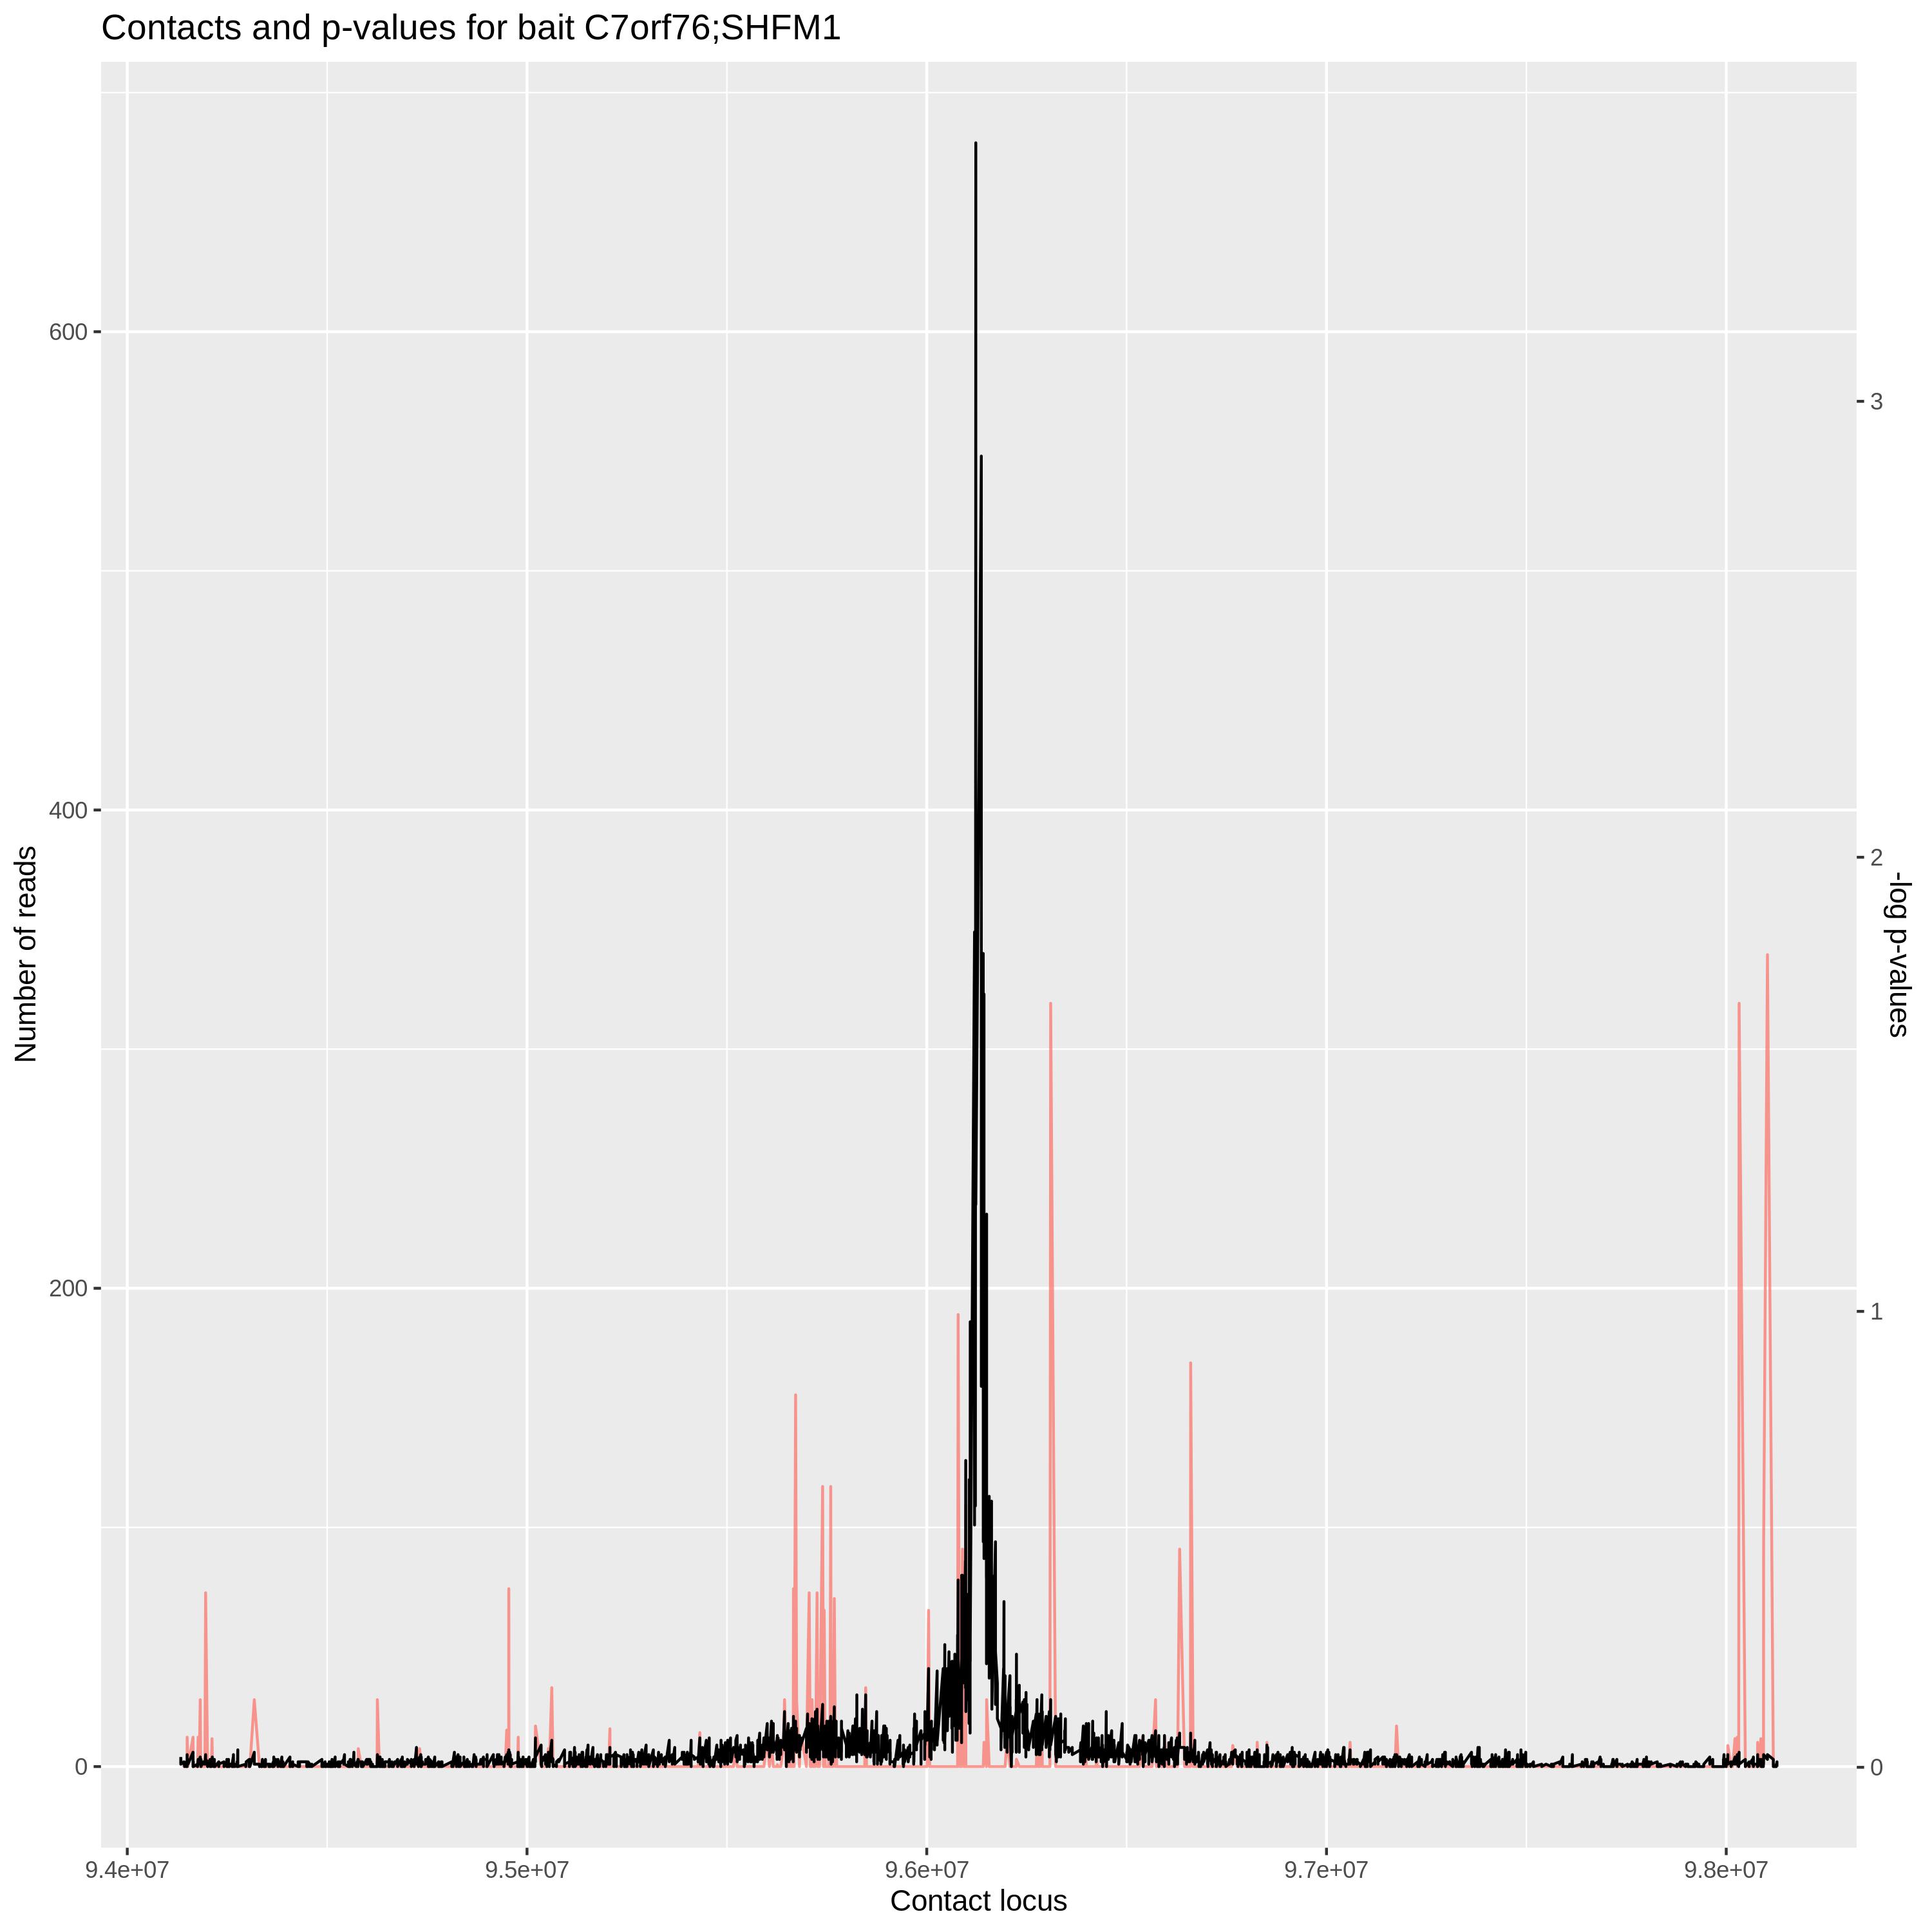 Contacts and p-values for bait C7orf76;SHFM1
600
400
200
0
Number of reads
3
2
1
0
-log p-values
9.4e+07
9.5e+07
9.6e+07
9.7e+07
9.8e+07
Contact locus